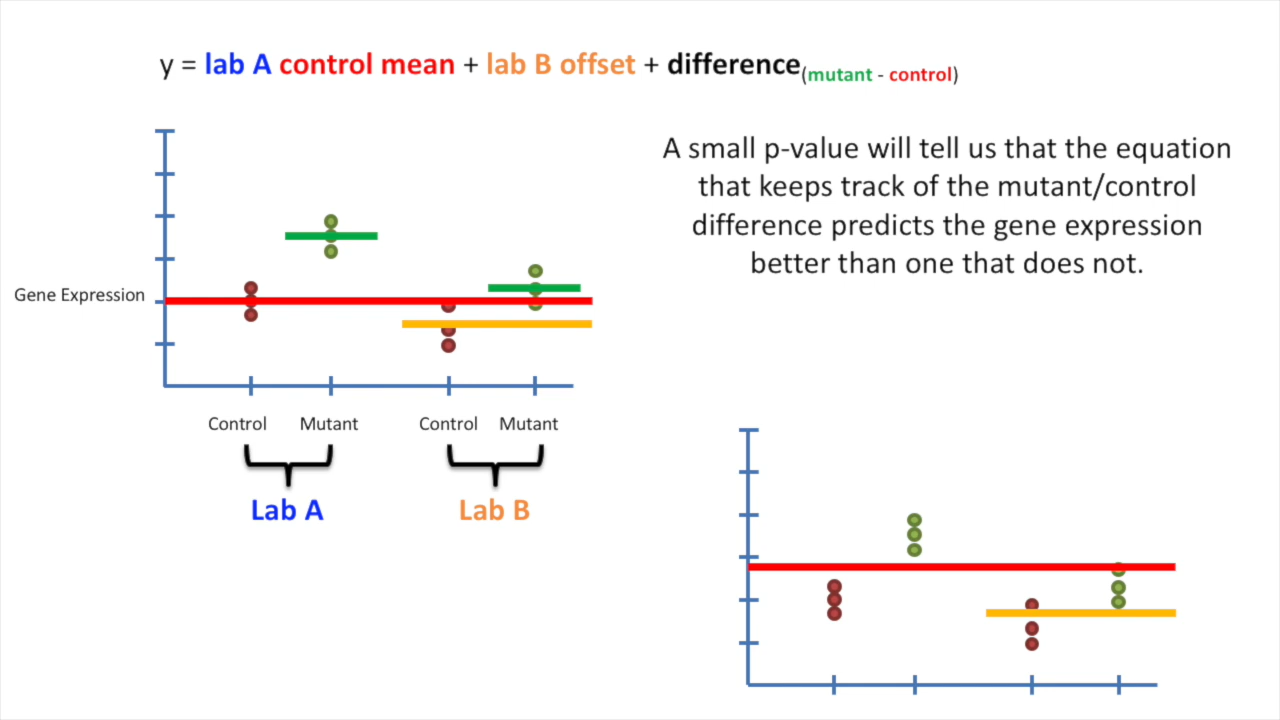 y = lab A control mean + lab B offset + difference(mutant - control)
A small p-value will tell us that the equation
that keeps track of the mutant/control
difference predicts the gene expression
better than one that does not.
Gene Expression
Control Mutant Control Mutant
Lab A Lab B